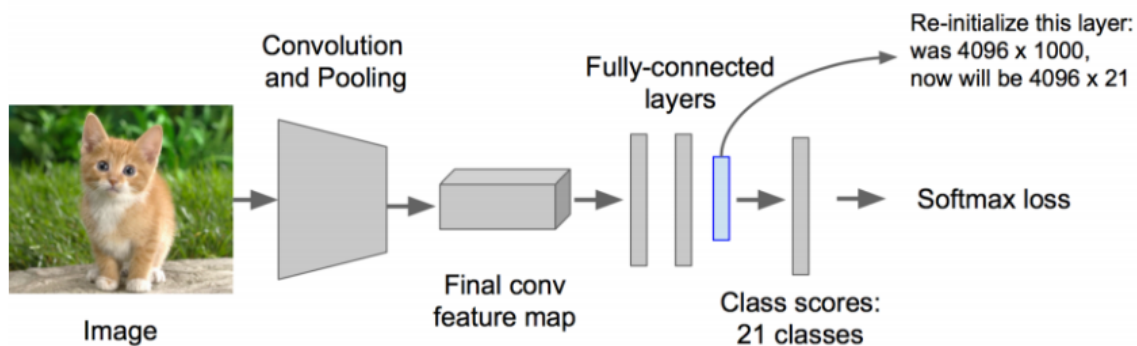 Convolution
and Pooling
Fully-connected
layers
Re-initialize this layer:
was 4096 x 1000,
now will be 4096 x 21
Softmax loss
Image
Final conv
feature map
Class scores:
21 classes